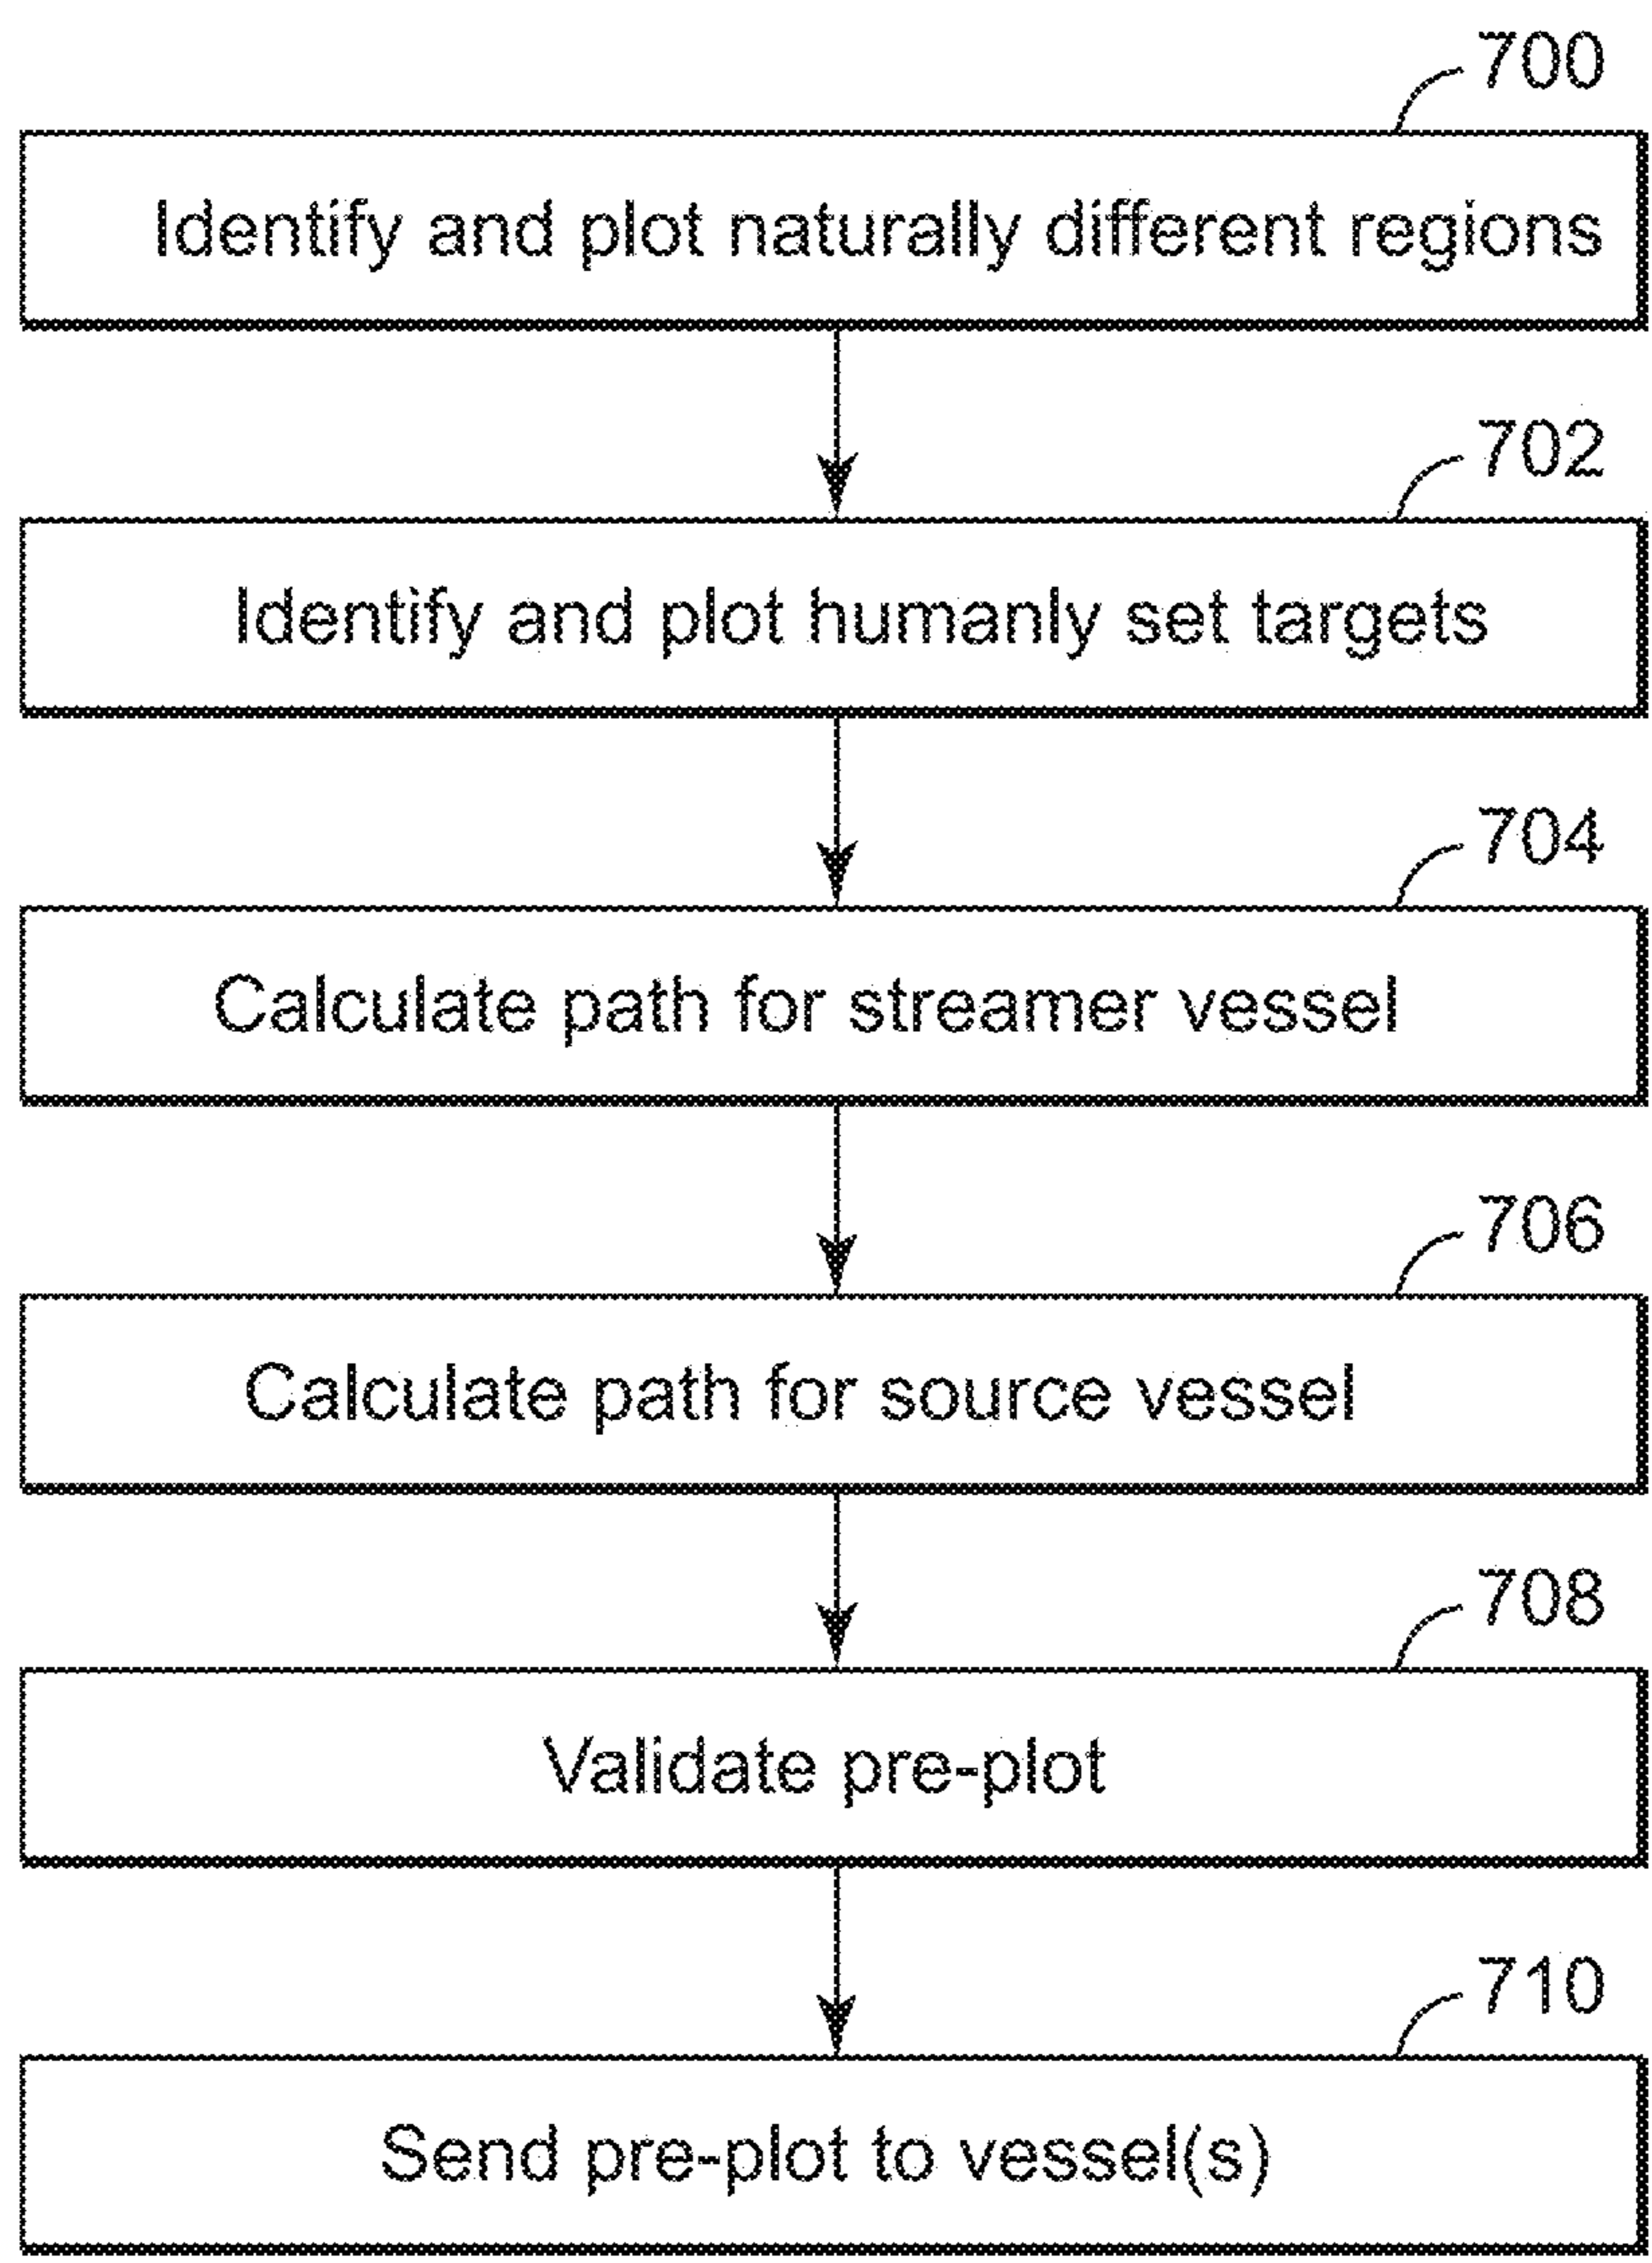 700
Identify and plot naturally different regions
702
Identify and plot humanly set targets
704
Calculate path for streamer vessel
706
Calculate path for source vessel
708
Validate pre-plot
710
Send pre-plot to vessel(s)